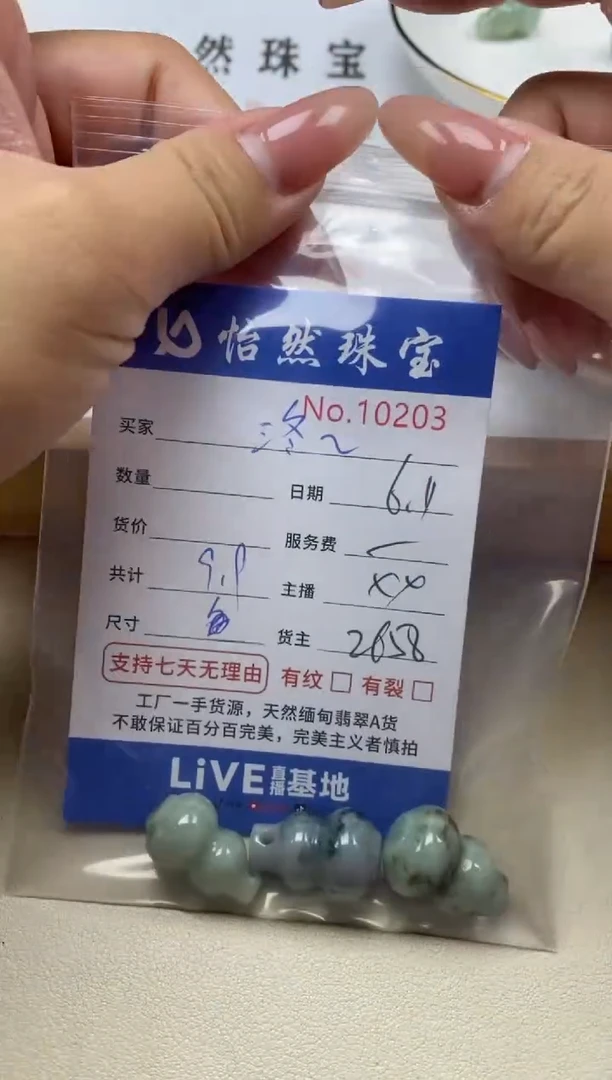 然珠宝
怡然珠宝
No.10203
买家
数量 日期 6.1
货价 服务费
共计 9.9 主播 xx
尺寸 货主 2658
支持七天无理由 有纹 □ 有裂 □
工厂一手货源，天然缅甸翡翠A货
不敢保证百分百完美，完美主义者慎拍
LiVE直播基地